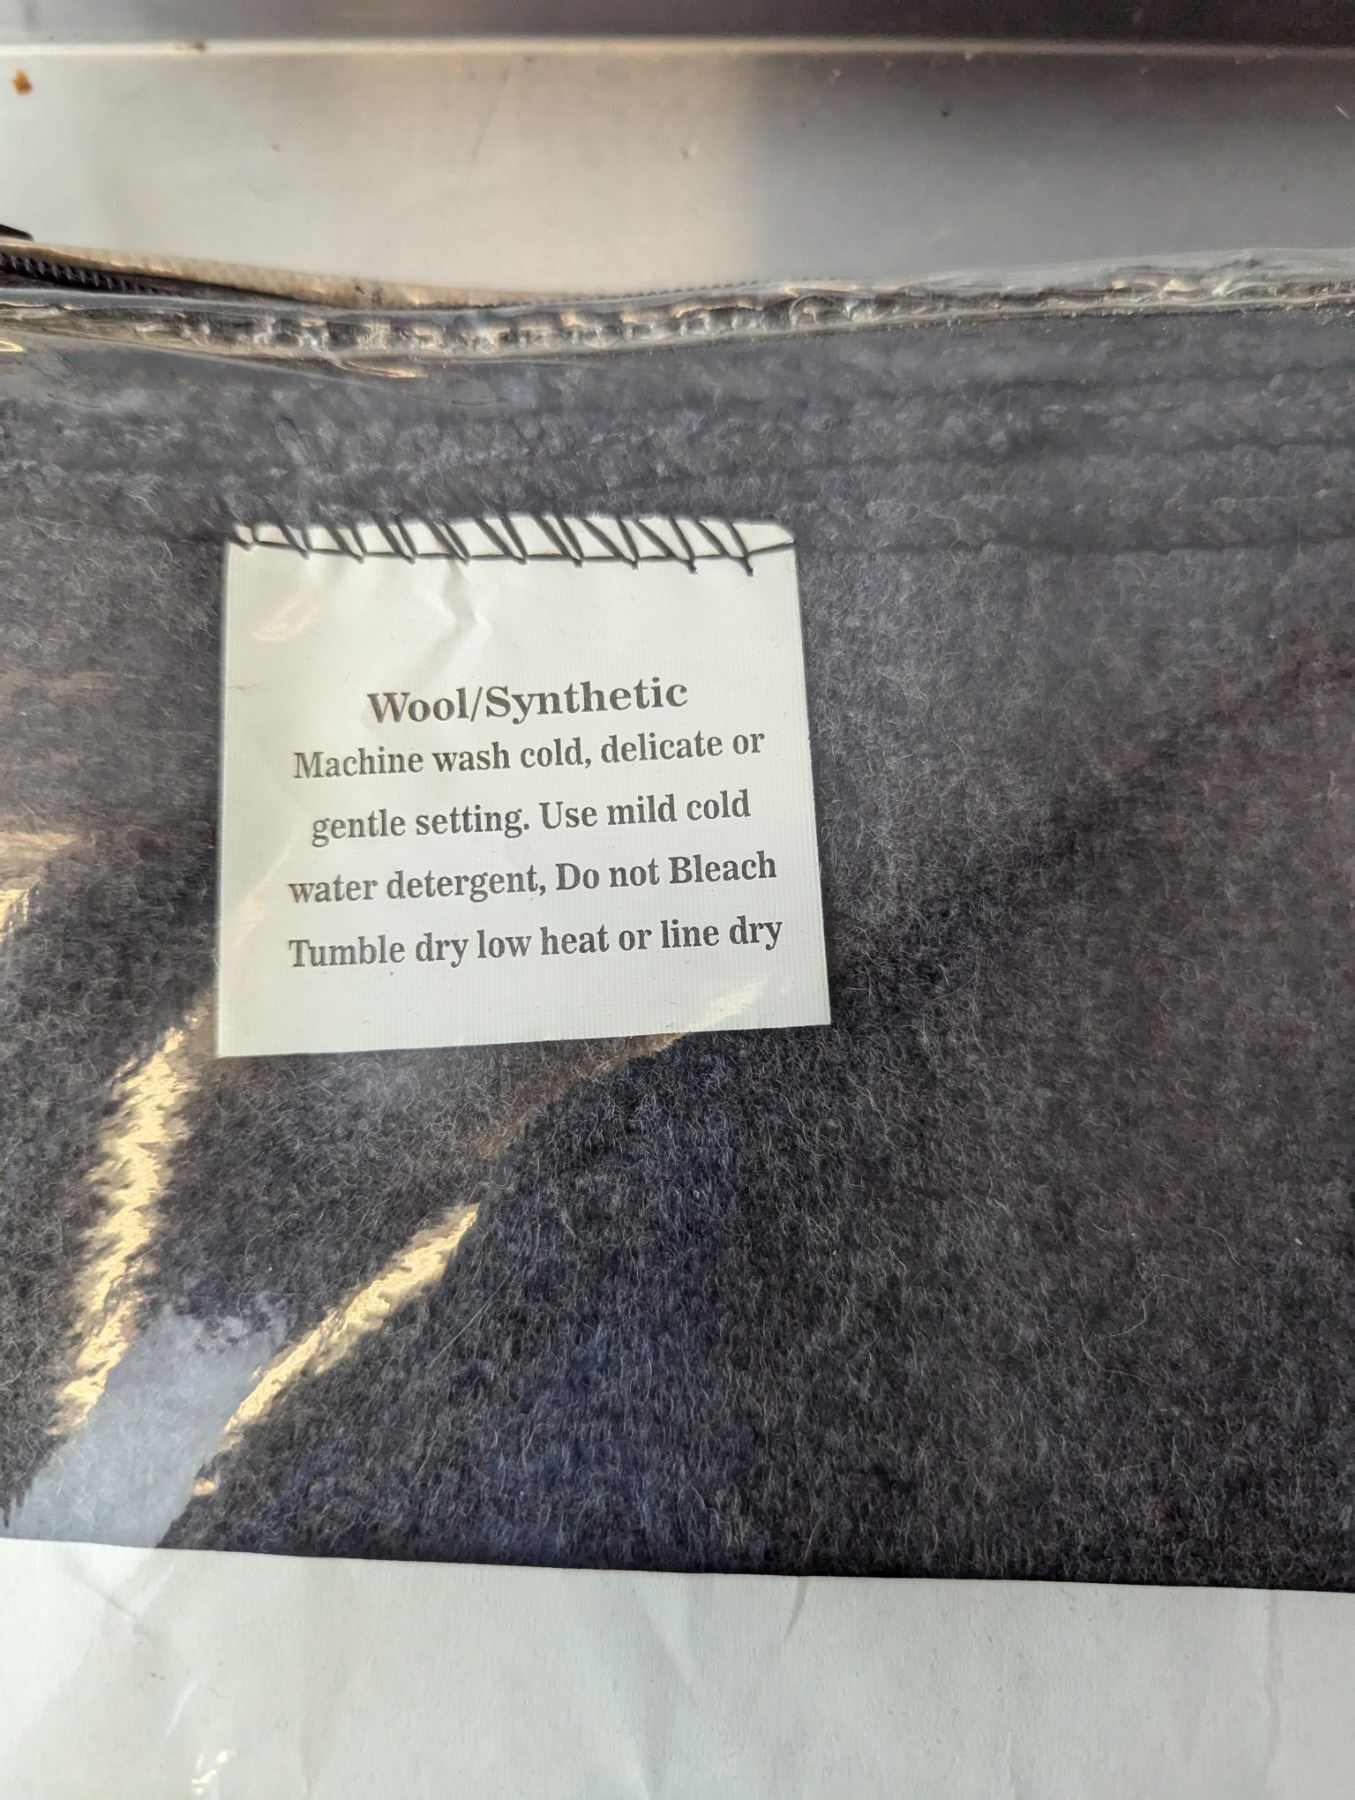 Wool/Synthetic
Machine wash cold, delicate or
gentle setting. Use mild cold
water detergent, Do not Bleach
Tumble dry low heat or line dry